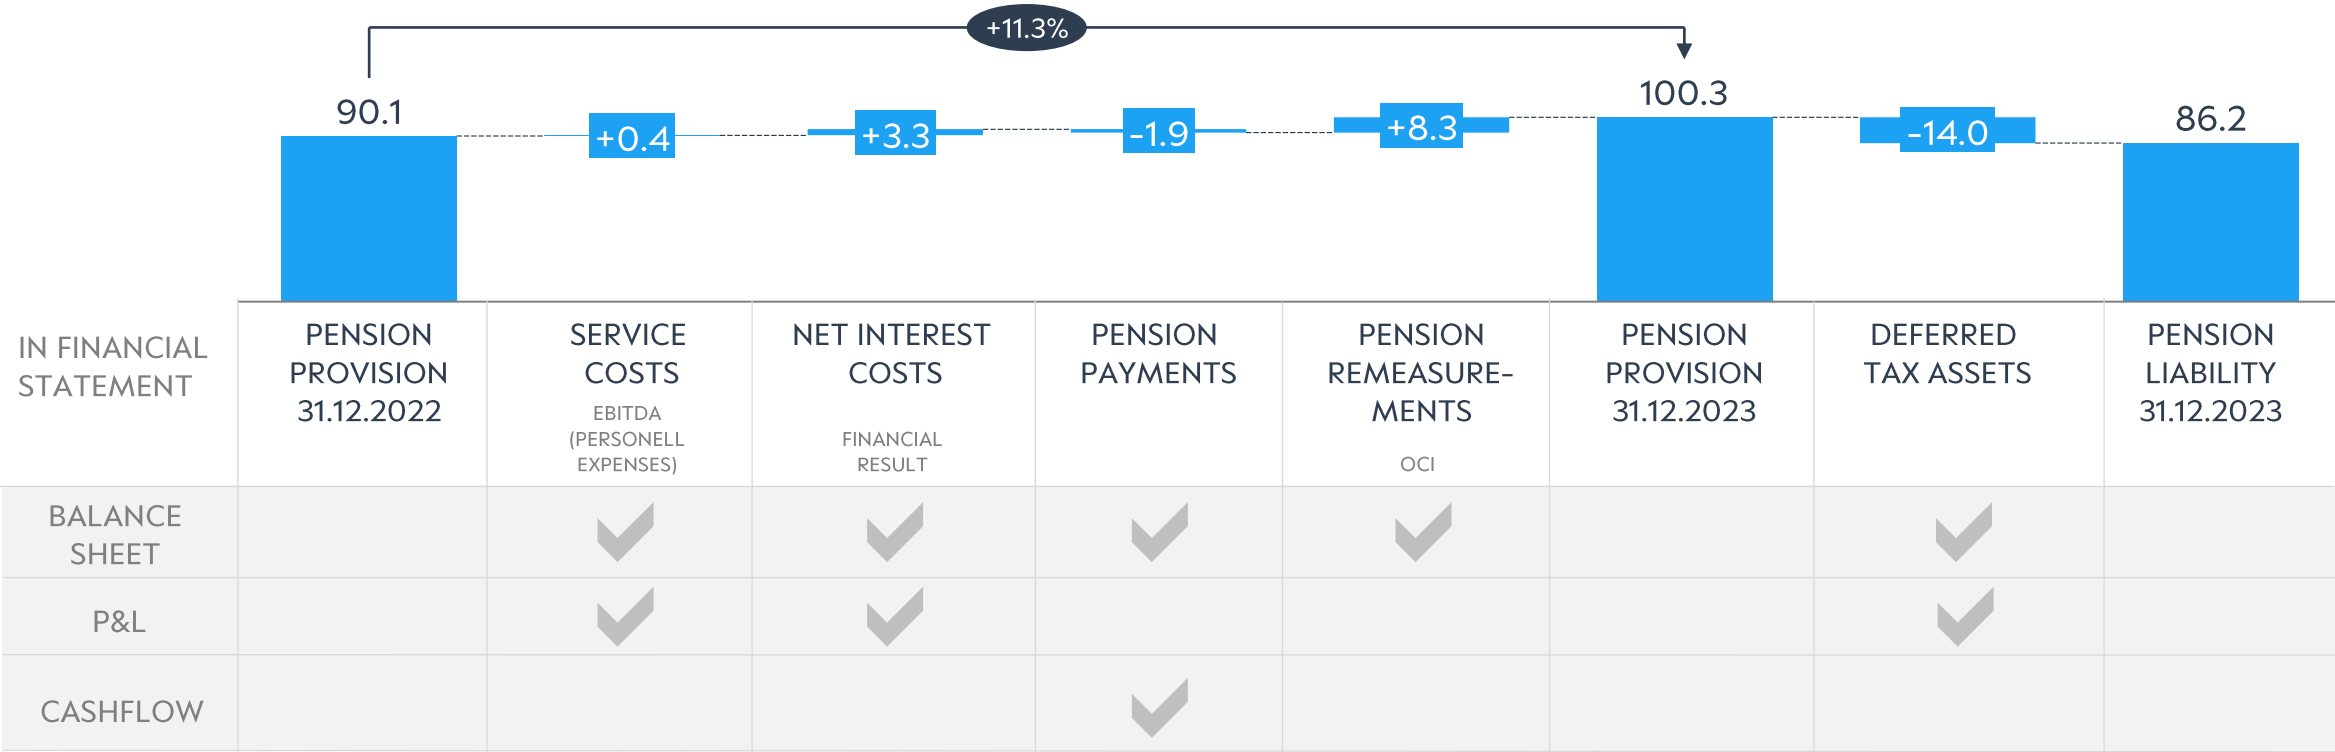 +11.3%
90.1
+0.4
+3.3
-1.9
+8.3
100.3
-14.0
86.2
IN FINANCIAL
STATEMENT
PENSION
PROVISION
31.12.2022
SERVICE
COSTS
EBITDA
(PERSONELL
EXPENSES)
NET INTEREST
COSTS
FINANCIAL
RESULT
PENSION
PAYMENTS
PENSION
REMEASURE-
MENTS
OCI
PENSION
PROVISION
31.12.2023
DEFERRED
TAX ASSETS
PENSION
LIABILITY
31.12.2023
BALANCE
SHEET
P&L
CASHFLOW